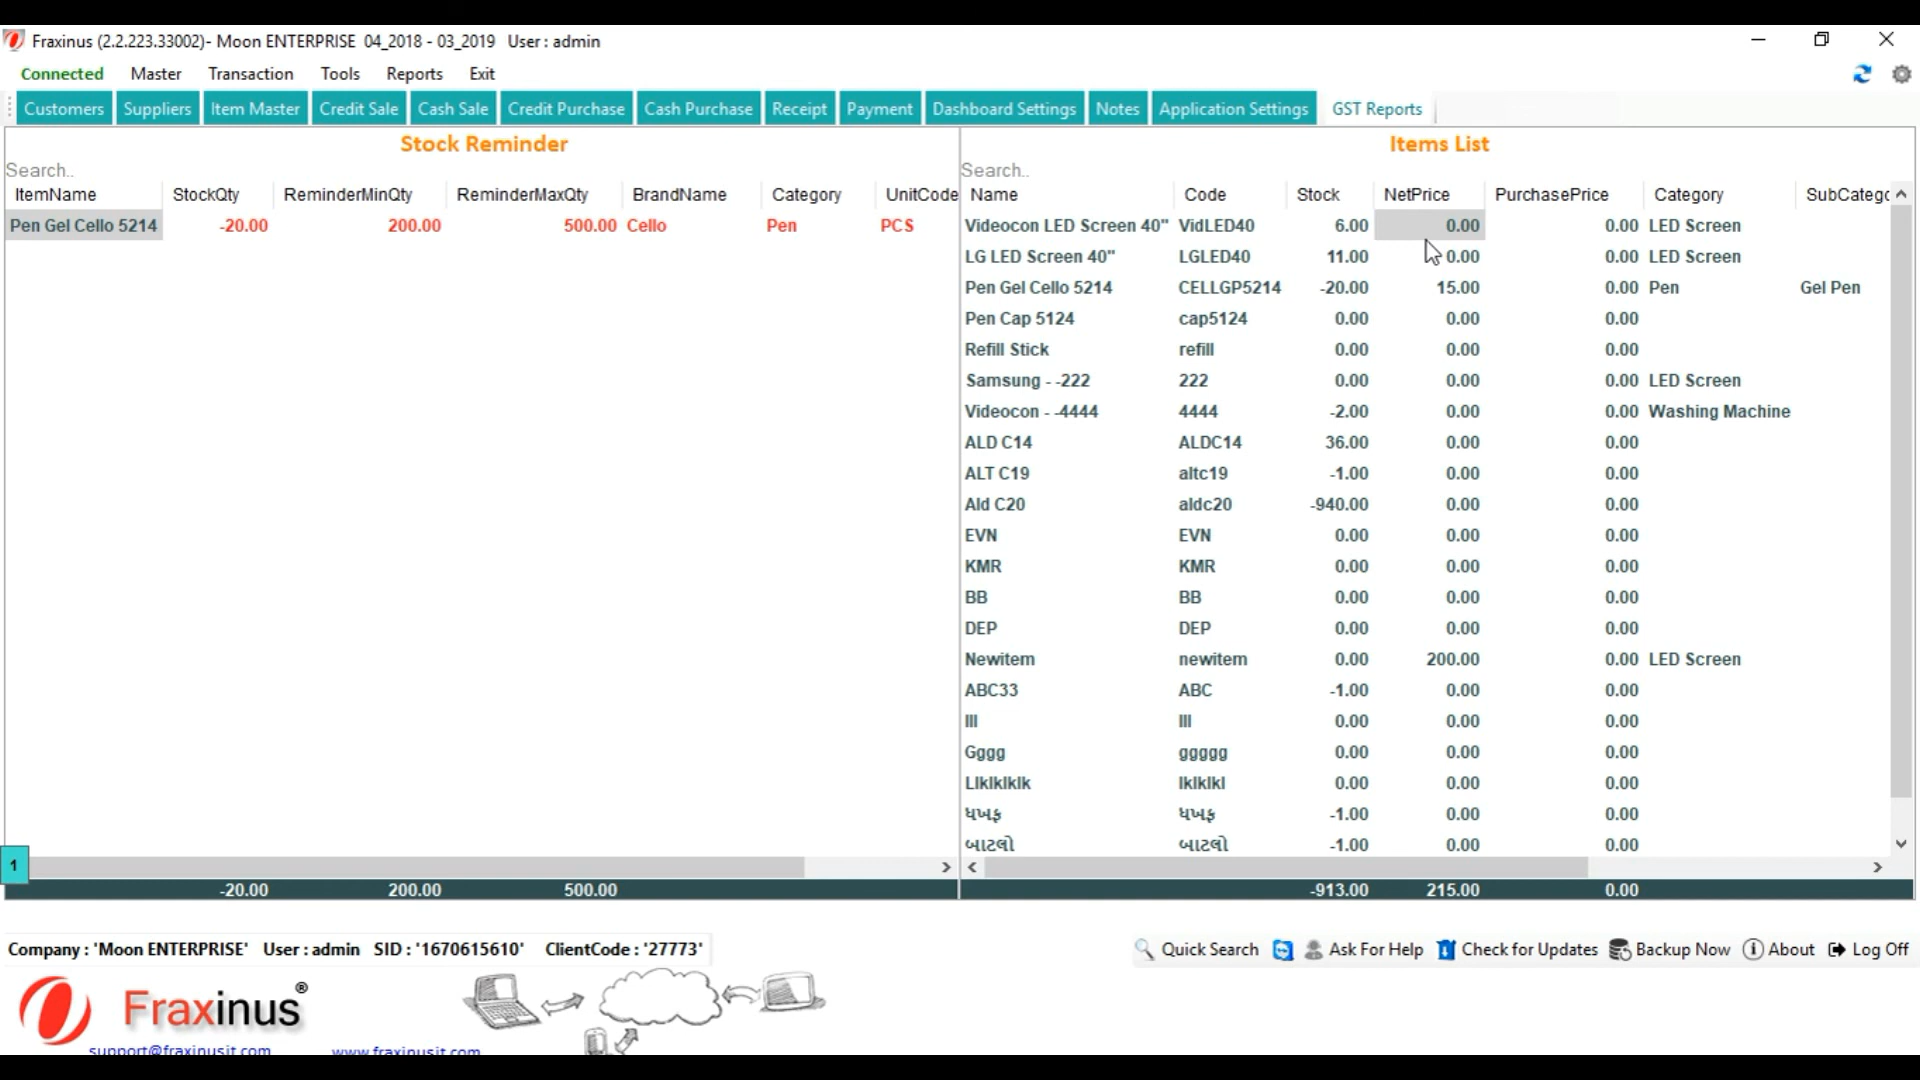 Fraxinus (2.2.223.33002)- Moon ENTERPRISE 04_2018 - 03_2019 User : admin
Connected Master Transaction Tools Reports Exit
Customers Suppliers Item Master Credit Sale Cash Sale Credit Purchase Cash Purchase Receipt Payment Dashboard Settings Notes Application Settings GST Reports
Stock Reminder
Search..
ItemName StockQty ReminderMinQty ReminderMaxQty BrandName Category UnitCode
Pen Gel Cello 5214 -20.00 200.00 500.00 Cello Pen PCS
1
-20.00 200.00 500.00
Items List
Search..
Name Code Stock NetPrice PurchasePrice Category SubCatego
Videocon LED Screen 40" VidLED40 6.00 0.00 0.00 LED Screen
LG LED Screen 40" LGLED40 11.00 0.00 0.00 LED Screen
Pen Gel Cello 5214 CELLGP5214 -20.00 15.00 0.00 Pen Gel Pen
Pen Cap 5124 cap5124 0.00 0.00 0.00
Refill Stick refill 0.00 0.00 0.00
Samsung - -222 222 0.00 0.00 0.00 LED Screen
Videocon - -4444 4444 -2.00 0.00 0.00 Washing Machine
ALD C14 ALDC14 36.00 0.00 0.00
ALT C19 altc19 -1.00 0.00 0.00
Ald C20 aldc20 -940.00 0.00 0.00
EVN EVN 0.00 0.00 0.00
KMR KMR 0.00 0.00 0.00
BB BB 0.00 0.00 0.00
DEP DEP 0.00 0.00 0.00
Newitem newitem 0.00 200.00 0.00 LED Screen
ABC33 ABC -1.00 0.00 0.00
0.00 0.00 0.00
Gggg ggggg 0.00 0.00 0.00
0.00 0.00 0.00
ધખફ ધખફ -1.00 0.00 0.00
બાટલો બાટલો -1.00 0.00 0.00
-913.00 215.00 0.00
Company : 'Moon ENTERPRISE' User : admin SID : '1670615610' ClientCode : '27773'
Quick Search Ask For Help Check for Updates Backup Now About Log Off
Fraxinus®
support@fraxinusit.com www.fraxinusit.com